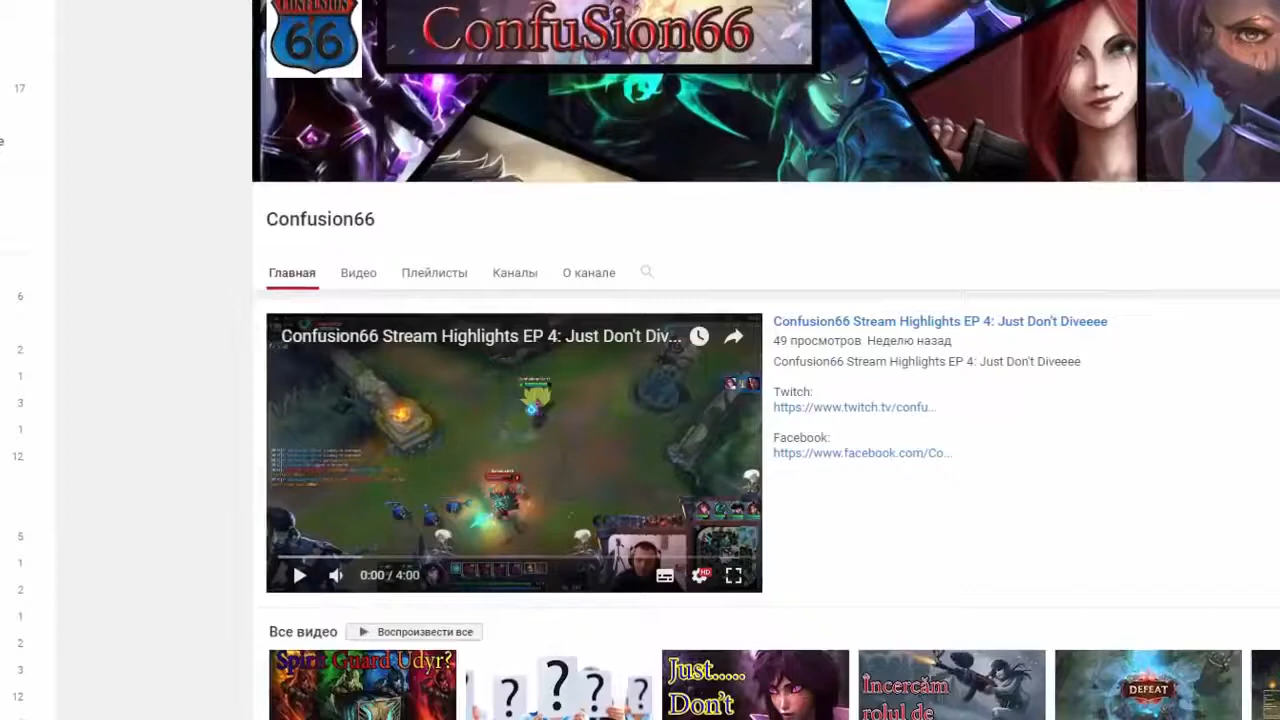 CONFUSION
66
ConfuSion66
17
e
Confusion66
Главная
Видео
Плейлисты
Каналы
О канале
6
2
1
3
1
12
5
1
2
1
2
3
12
Confusion66 Stream Highlights EP 4: Just Don't Div...
0:00 / 4:00
HD
Confusion66 Stream Highlights EP 4: Just Don't Diveeee
49 просмотров Неделю назад
Confusion66 Stream Highlights EP 4: Just Don't Diveeee
Twitch:
https://www.twitch.tv/confu...
Facebook:
https://www.facebook.com/Co...
Все видео
Воспроизвести все
Spirit Guard Udyr?
? ? ? ?
Just.....
Don't
Încercăm
rolul de
DEFEAT